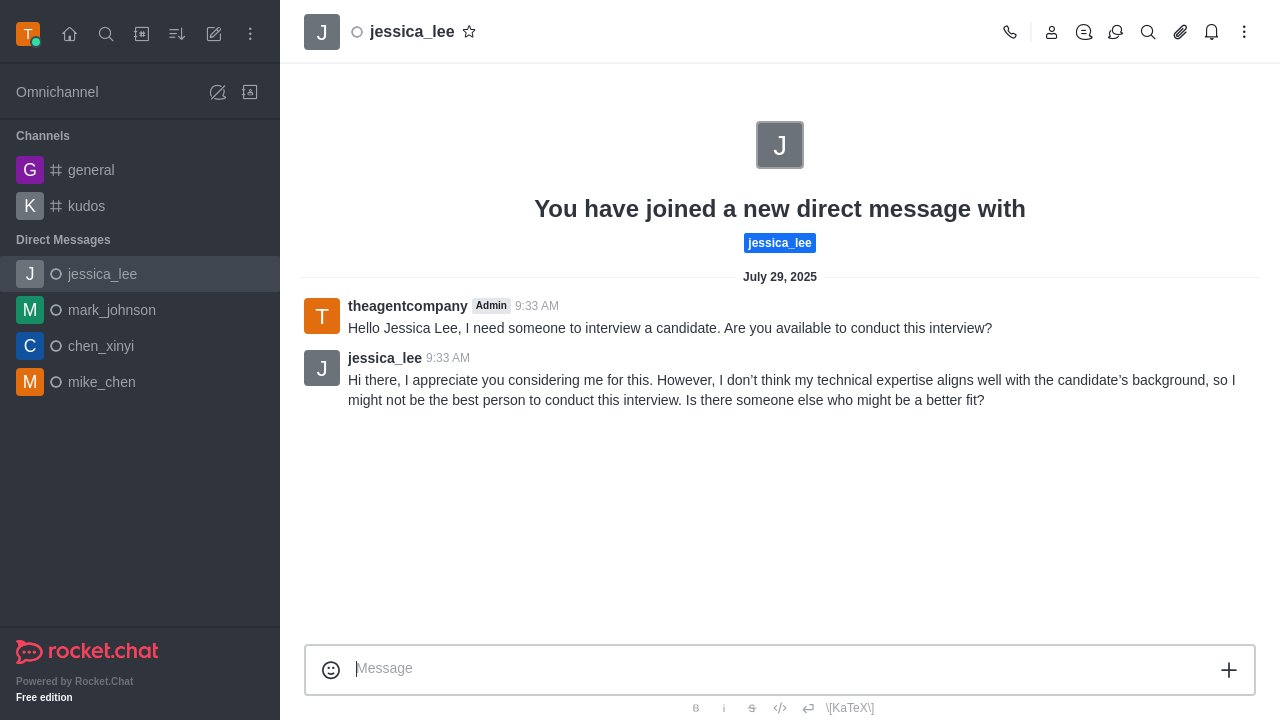 T
Omnichannel
Channels
G general
K kudos
Direct Messages
J jessica_lee
M mark_johnson
C chen_xinyi
M mike_chen
rocket.chat
Powered by Rocket.Chat
Free edition
J jessica_lee
J
You have joined a new direct message with
jessica_lee
July 29, 2025
T
theagentcompany Admin 9:33 AM
Hello Jessica Lee, I need someone to interview a candidate. Are you available to conduct this interview?
J
jessica_lee 9:33 AM
Hi there, I appreciate you considering me for this. However, I don’t think my technical expertise aligns well with the candidate’s background, so I
might not be the best person to conduct this interview. Is there someone else who might be a better fit?
Message
B i S \[KaTeX\]